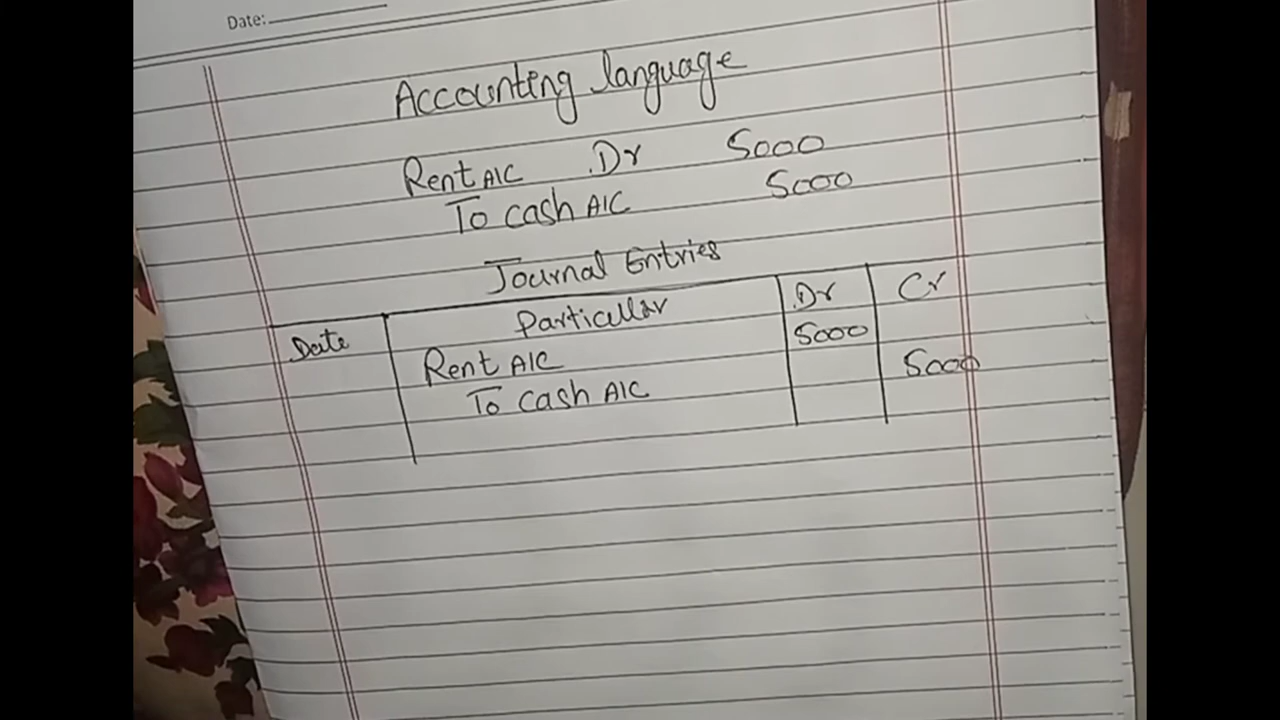 Date:
Accounting language
Rent A/C Dr 5000
To cash A/C 5000
Journal Entries
Date Particular Dr Cr
Rent A/C 5000
To cash A/C 5000